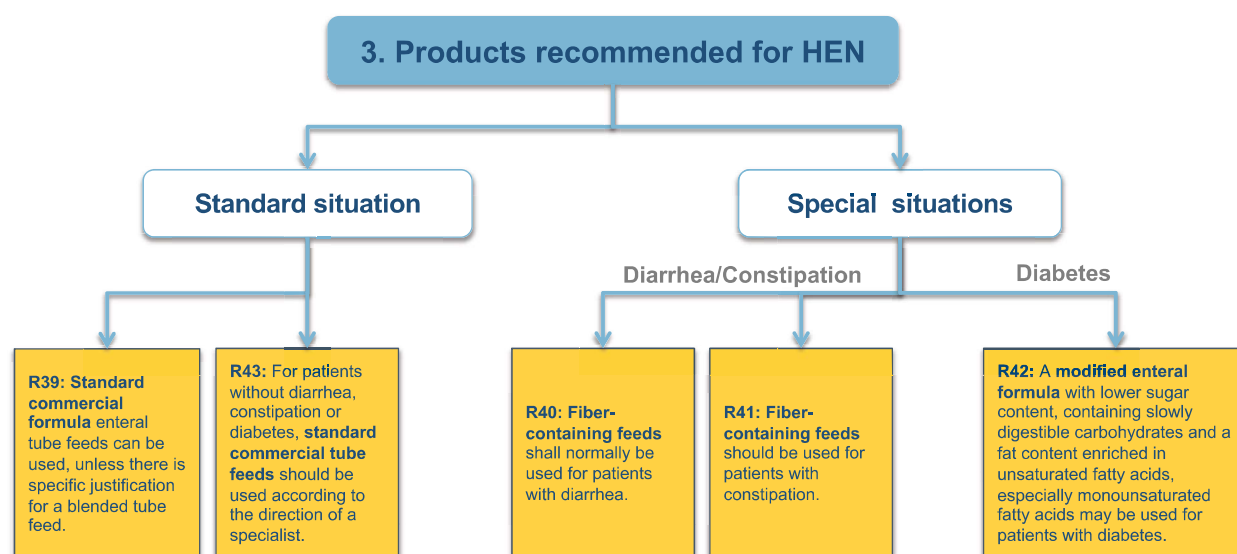 3. Products recommended for HEN
Standard situation
Special situations
Diarrhea/Constipation
Diabetes
R39: Standard
commercial
formula enteral
tube feeds can be
used, unless there is
specific justification
for a blended tube
feed.
R43: For patients
without diarrhea,
constipation or
diabetes, standard
commercial tube
feeds should be
used according to
the direction of a
specialist.
R40: Fiber-
containing feeds
shall normally be
used for patients
with diarrhea.
R41: Fiber-
containing feeds
should be used for
patients with
constipation.
R42: A modified enteral
formula with lower sugar
content, containing slowly
digestible carbohydrates and a
fat content enriched in
unsaturated fatty acids,
especially monounsaturated
fatty acids may be used for
patients with diabetes.